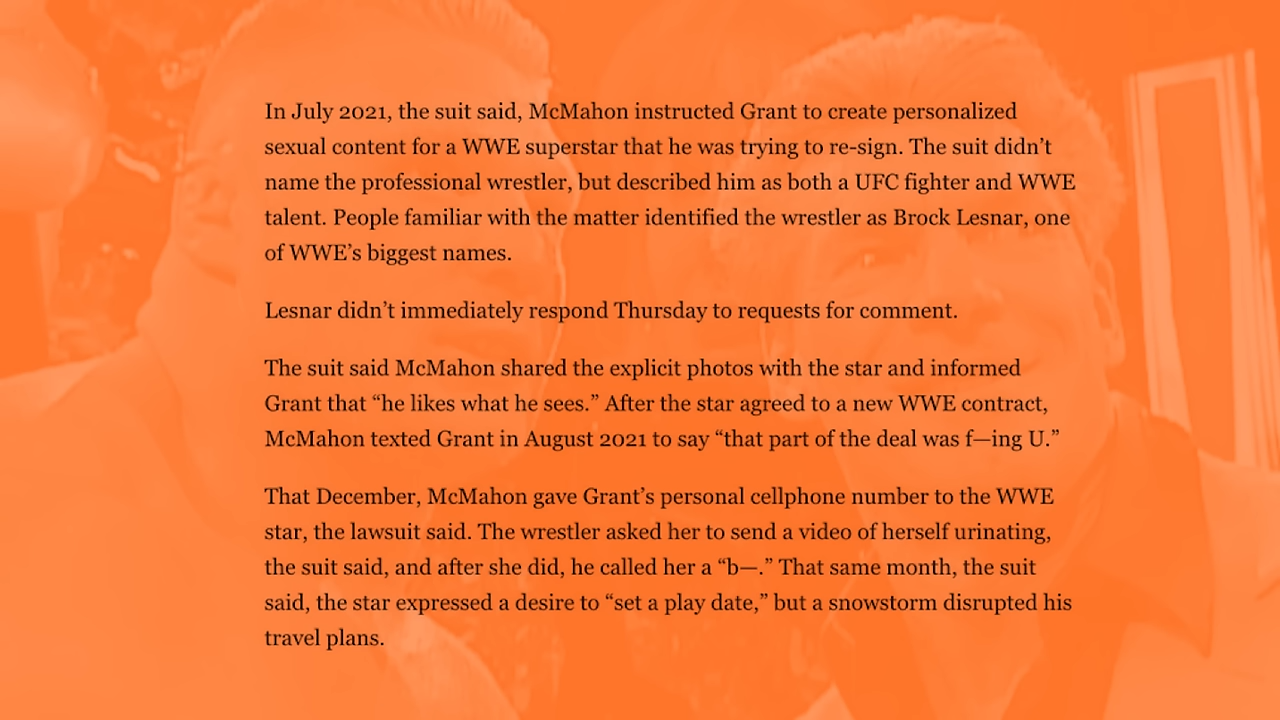 In July 2021, the suit said, McMahon instructed Grant to create personalized
sexual content for a WWE superstar that he was trying to re-sign. The suit didn’t
name the professional wrestler, but described him as both a UFC fighter and WWE
talent. People familiar with the matter identified the wrestler as Brock Lesnar, one
of WWE’s biggest names.
Lesnar didn’t immediately respond Thursday to requests for comment.
The suit said McMahon shared the explicit photos with the star and informed
Grant that “he likes what he sees.” After the star agreed to a new WWE contract,
McMahon texted Grant in August 2021 to say “that part of the deal was f—ing U.”
That December, McMahon gave Grant’s personal cellphone number to the WWE
star, the lawsuit said. The wrestler asked her to send a video of herself urinating,
the suit said, and after she did, he called her a “b—.” That same month, the suit
said, the star expressed a desire to “set a play date,” but a snowstorm disrupted his
travel plans.